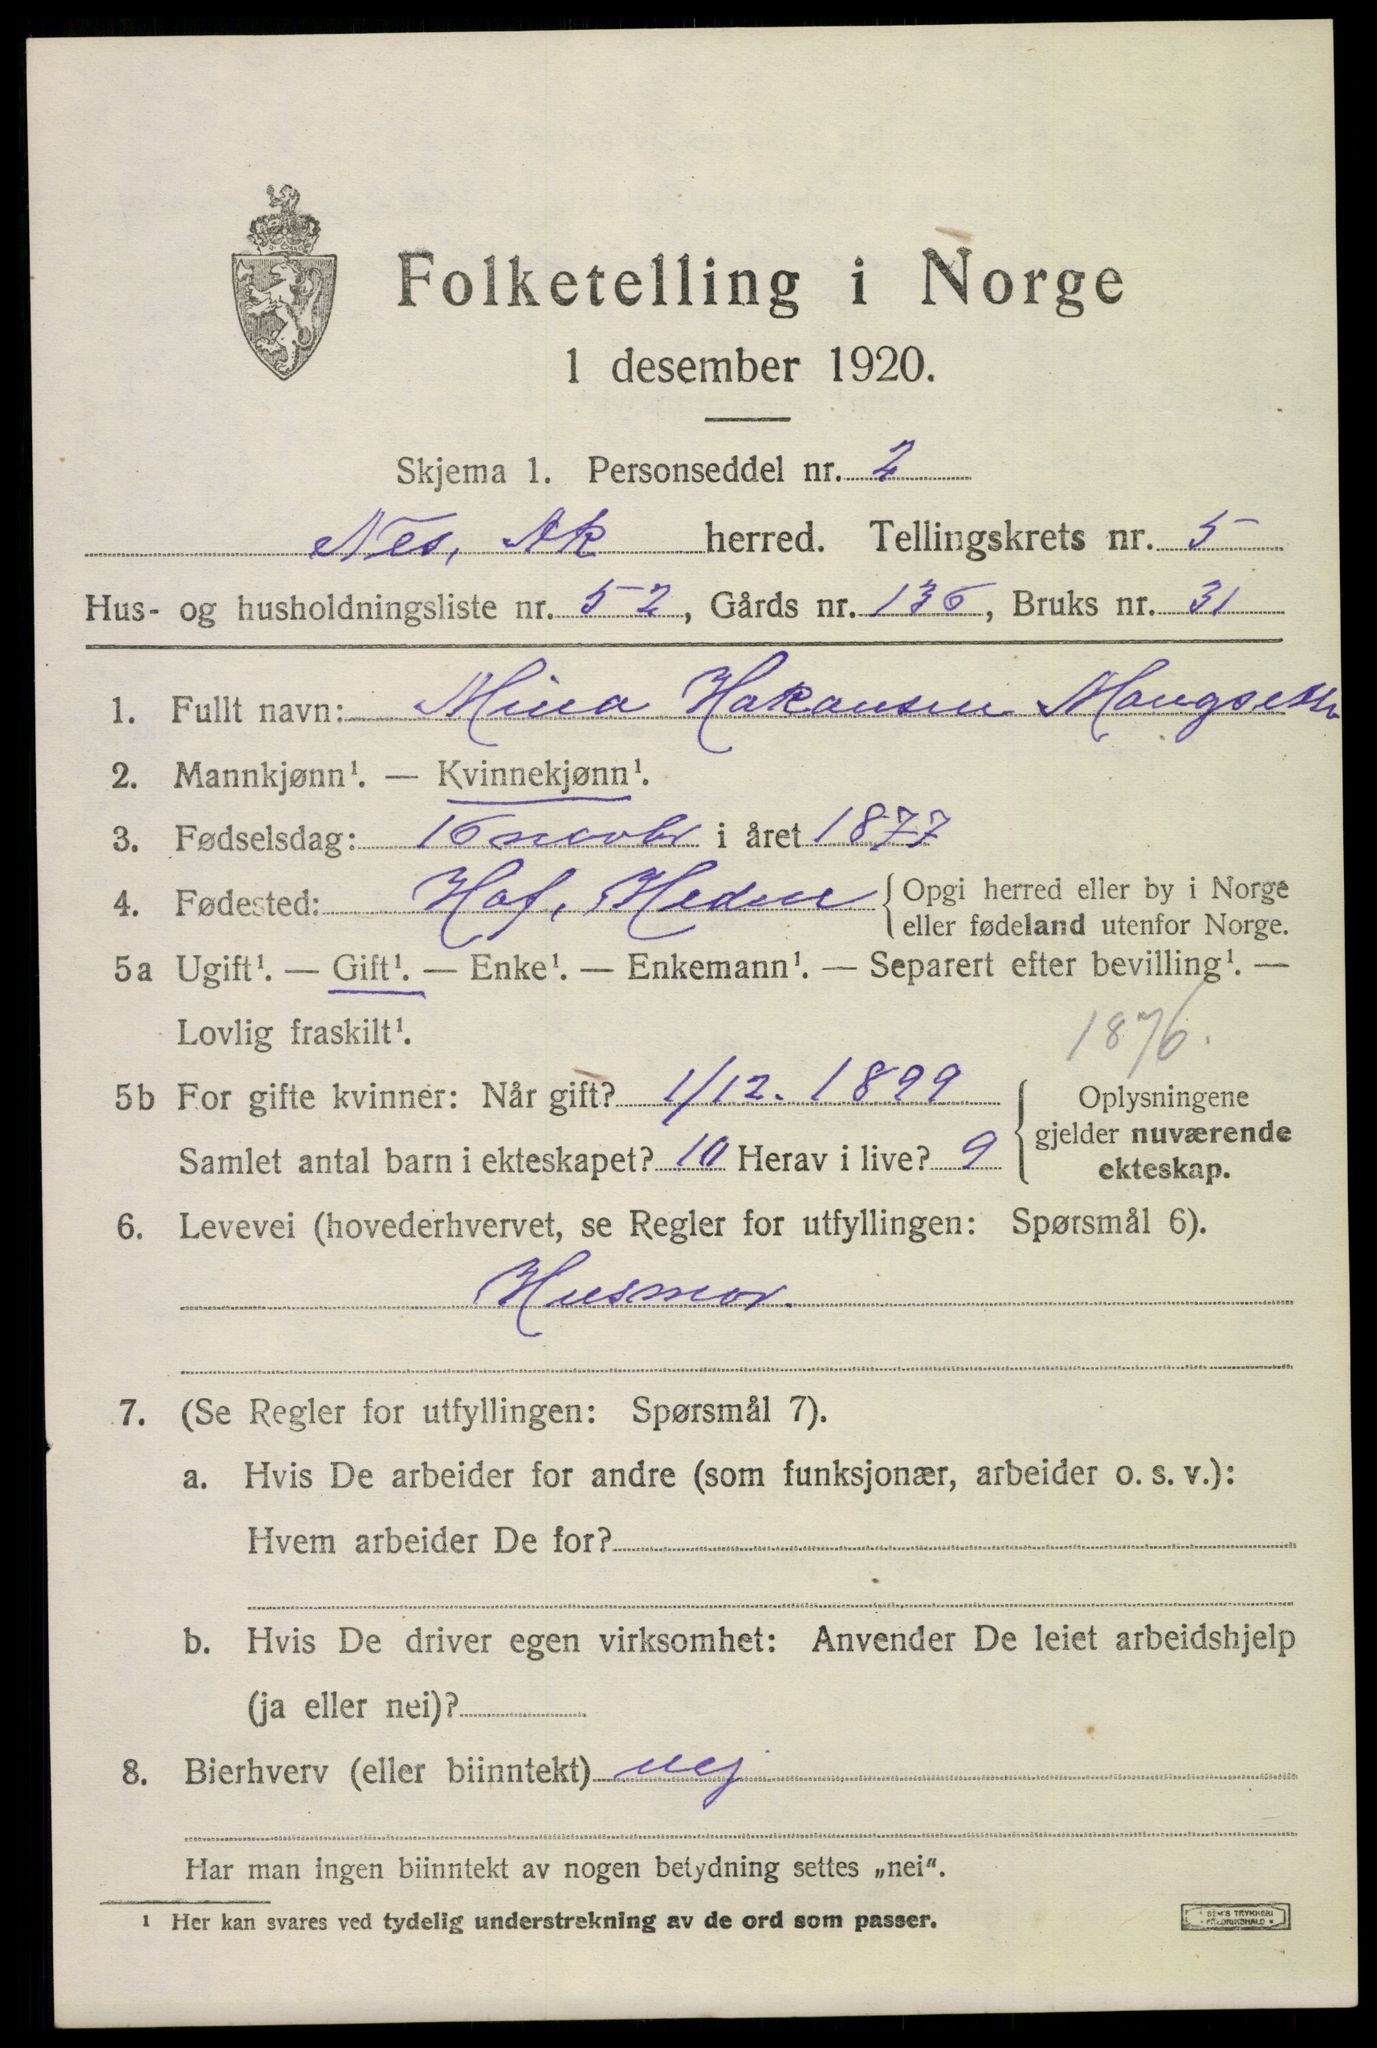 Folketelling i Norge
1 desember 1920.
Skjema 1. Personseddel nr. 2
Nes, Ak herred. Tellingskrets nr. 5
Hus- og husholdningsliste nr. 52, Gårds nr. 136, Bruks nr. 31
1. Fullt navn: Mina Hakansen
2. Mannkjønn¹. — Kvinnekjønn¹.
3. Fødselsdag: 16 novbr i året 1877
4. Fødested: Hof, Hedm { Opgi herred eller by i Norge
eller fødeland utenfor Norge.
5a Ugift¹. — Gift¹. — Enke¹. — Enkemann¹. — Separert efter bevilling¹. —
Lovlig fraskilt¹.
1876.
5b For gifte kvinner: Når gift? 1/12. 1899
Samlet antal barn i ekteskapet? 10 Herav i live? 9
Oplysningene
gjelder nuværende
ekteskap.
6. Levevei (hovederhvervet, se Regler for utfyllingen: Spørsmål 6).
Husmor.
7. (Se Regler for utfyllingen: Spørsmål 7).
a. Hvis De arbeider for andre (som funksjonær, arbeider o. s. v.):
Hvem arbeider De for?
b. Hvis De driver egen virksomhet: Anvender De leiet arbeidshjelp
(ja eller nei)?
8. Bierhverv (eller biinntekt) nej
Har man ingen biinntekt av nogen betydning settes „nei".
¹ Her kan svares ved tydelig understrekning av de ord som passer.
SEM'S TRYKKERI
FREDRIKSHALD